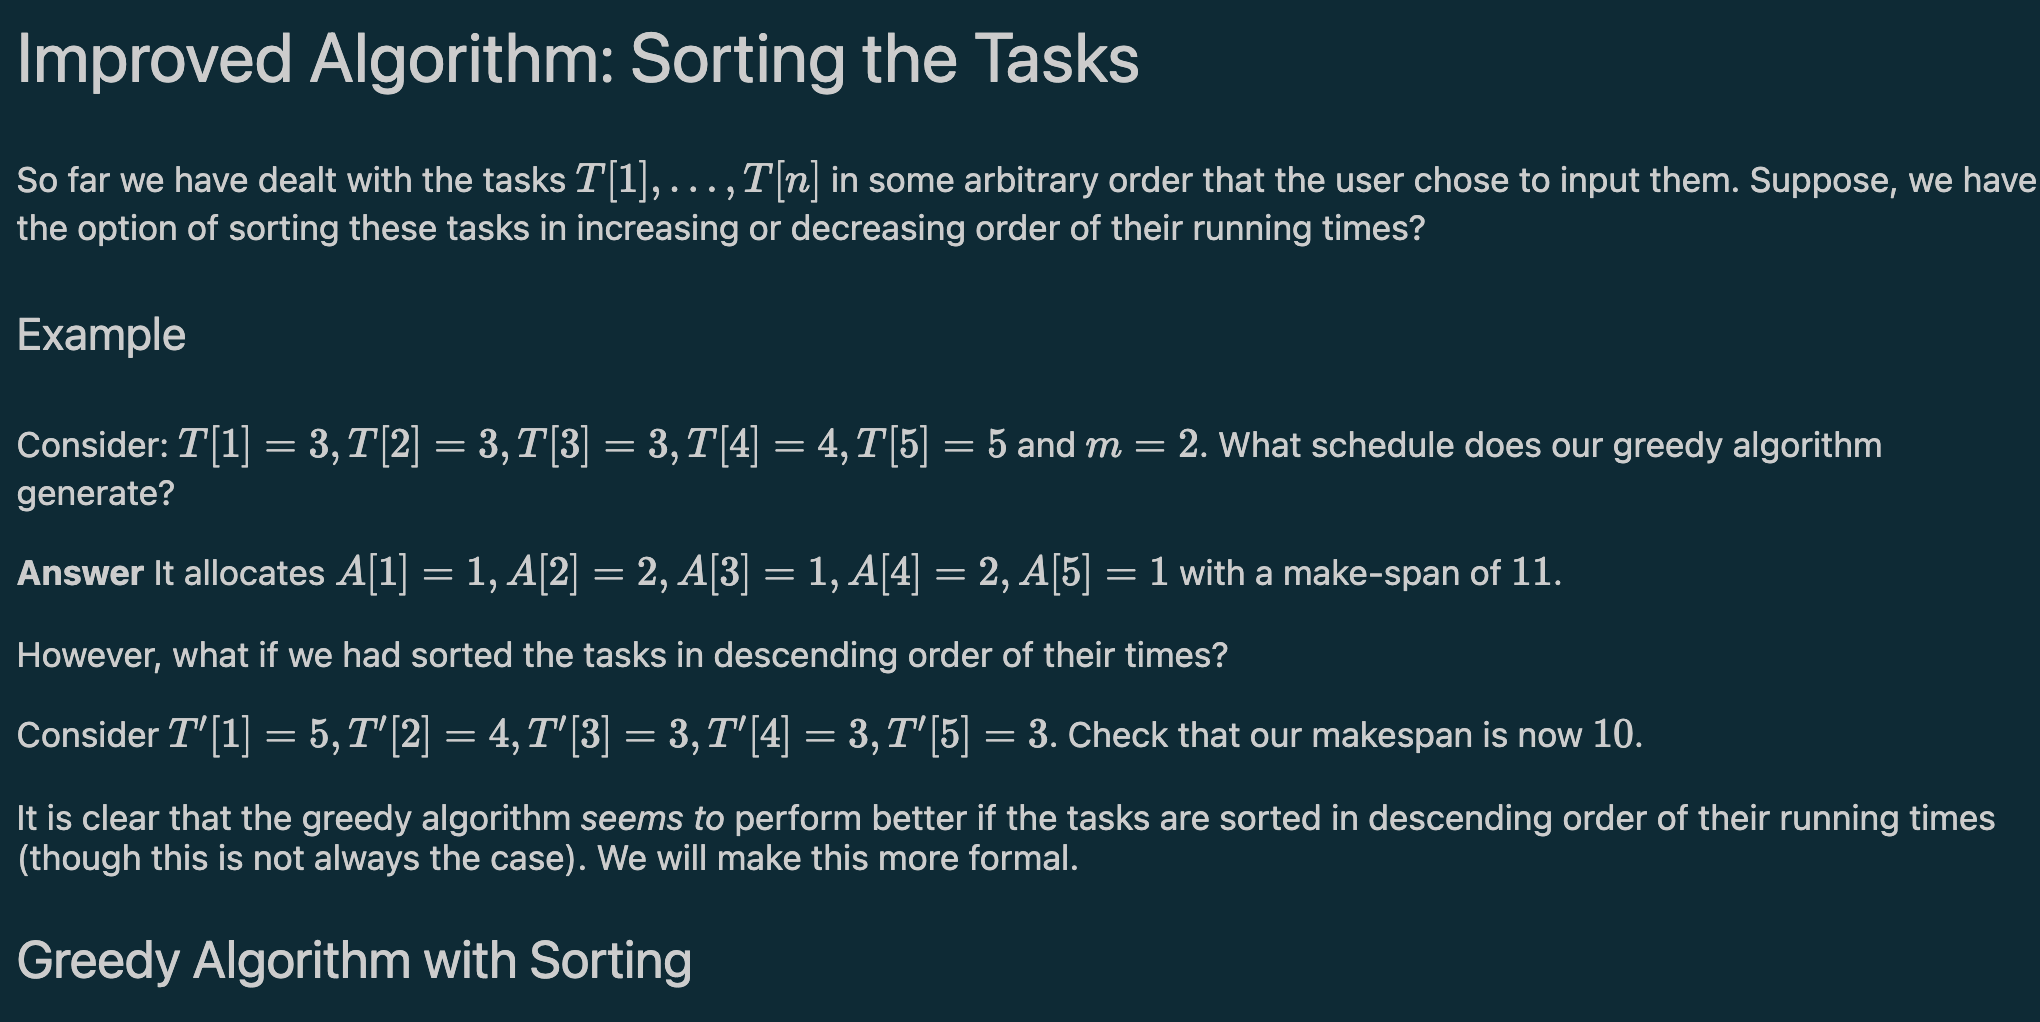 Improved Algorithm: Sorting the Tasks
So far we have dealt with the tasks T[1], . . . , T[n] in some arbitrary order that the user chose to input them. Suppose, we have
the option of sorting these tasks in increasing or decreasing order of their running times?
Example
Consider: T[1] = 3, T[2] = 3, T[3] = 3, T[4] = 4, T[5] = 5 and m = 2. What schedule does our greedy algorithm
generate?
Answer It allocates A[1] = 1, A[2] = 2, A[3] = 1, A[4] = 2, A[5] = 1 with a make-span of 11.
However, what if we had sorted the tasks in descending order of their times?
Consider T′[1] = 5, T′[2] = 4, T′[3] = 3, T′[4] = 3, T′[5] = 3. Check that our makespan is now 10.
It is clear that the greedy algorithm seems to perform better if the tasks are sorted in descending order of their running times
(though this is not always the case). We will make this more formal.
Greedy Algorithm with Sorting